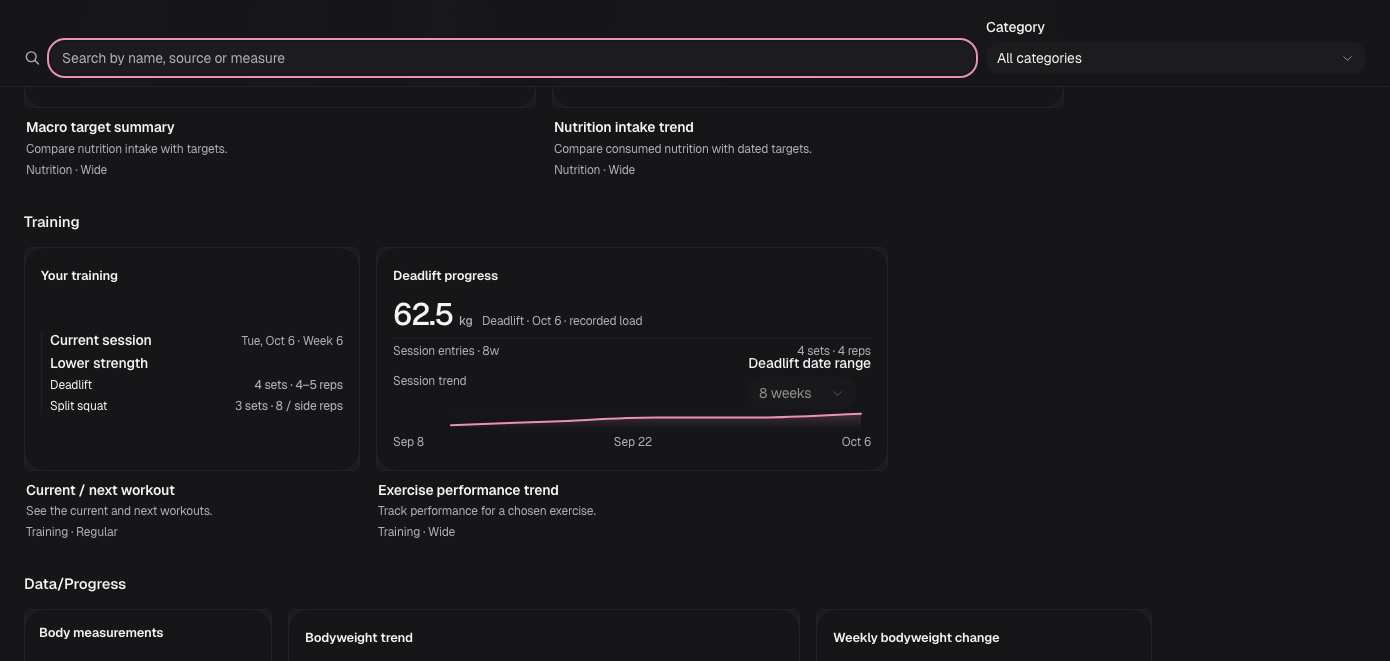 Category
Search by name, source or measure
All categories
Macro target summary
Compare nutrition intake with targets.
Nutrition · Wide
Nutrition intake trend
Compare consumed nutrition with dated targets.
Nutrition · Wide
Training
Your training
Current session
Tue, Oct 6 · Week 6
Lower strength
Deadlift
4 sets · 4–5 reps
Split squat
3 sets · 8 / side reps
Current / next workout
See the current and next workouts.
Training · Regular
Deadlift progress
62.5 kg Deadlift · Oct 6 · recorded load
Session entries · 8w
4 sets · 4 reps
Deadlift date range
Session trend
8 weeks
Sep 8
Sep 22
Oct 6
Exercise performance trend
Track performance for a chosen exercise.
Training · Wide
Data/Progress
Body measurements
Bodyweight trend
Weekly bodyweight change